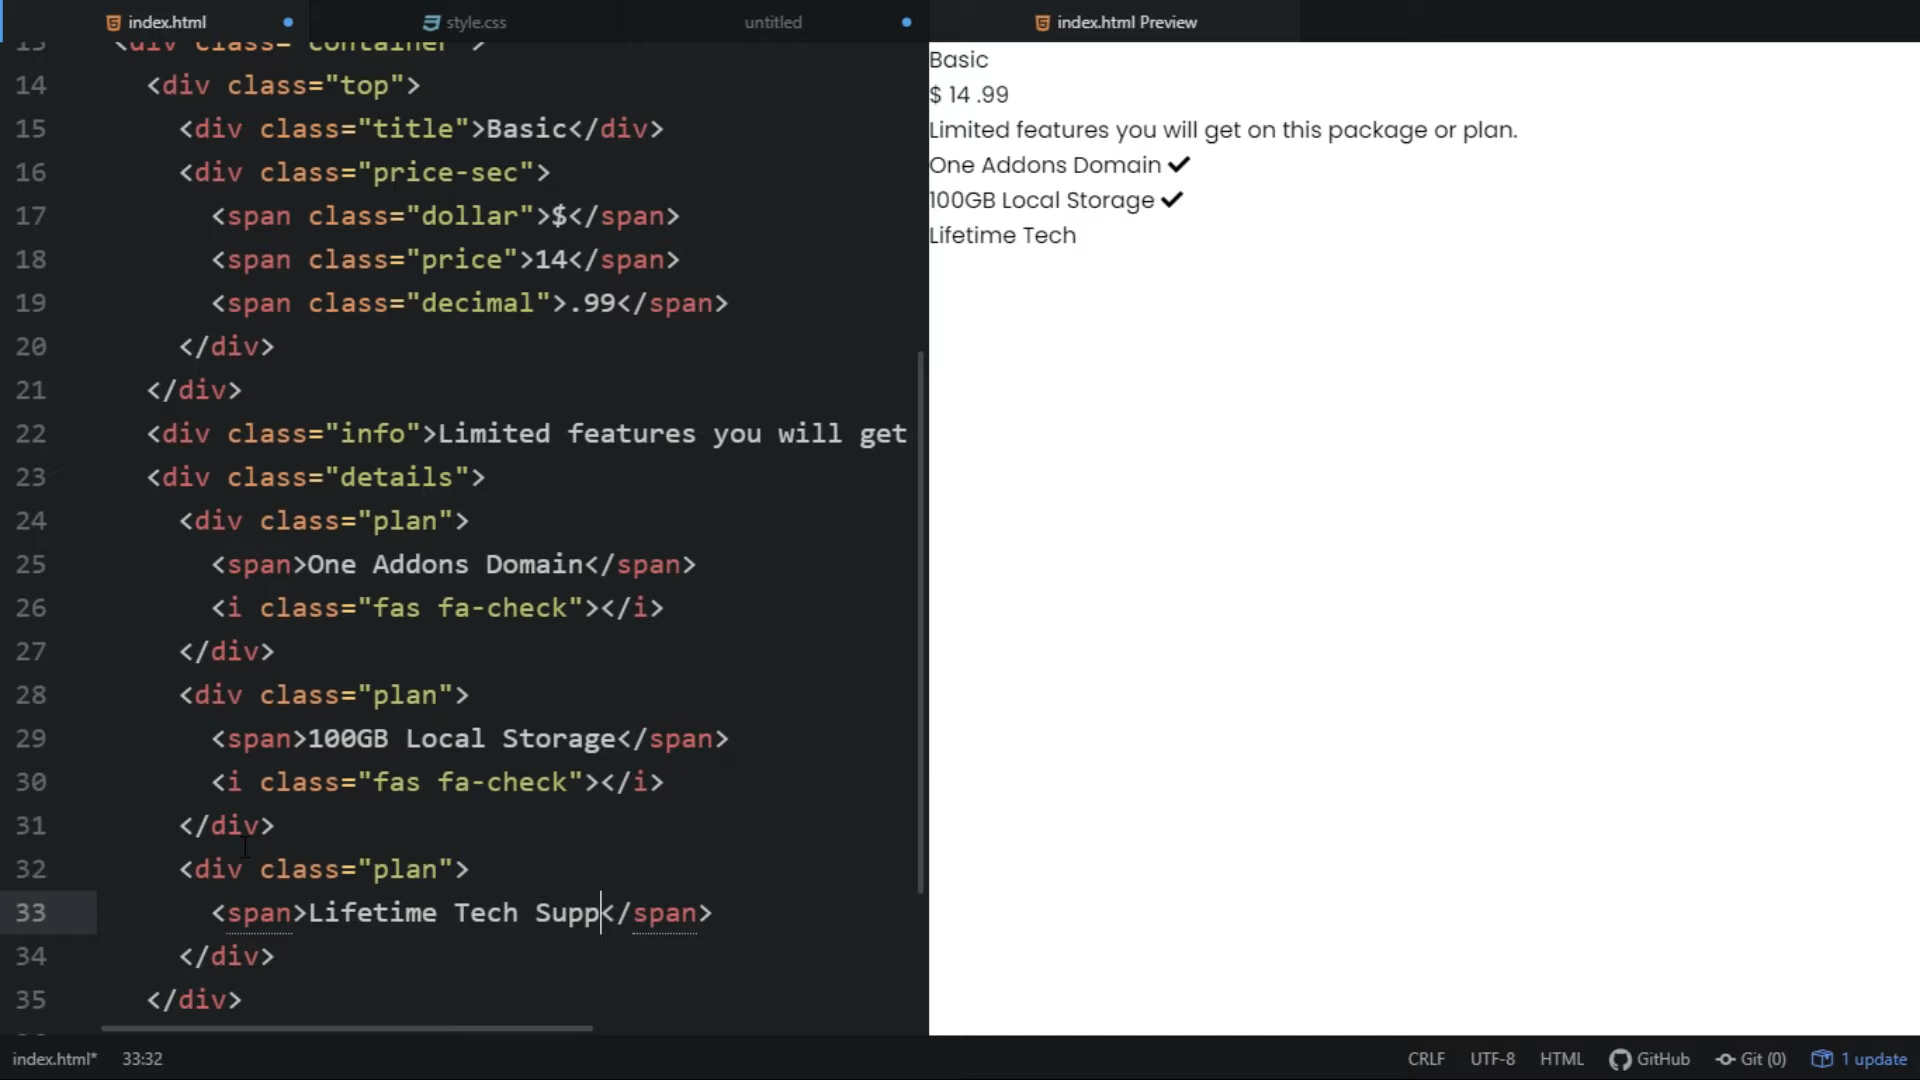 index.html
style.css
untitled
index.html Preview
13 <div class="container">
14 <div class="top">
15 <div class="title">Basic</div>
16 <div class="price-sec">
17 <span class="dollar">$</span>
18 <span class="price">14</span>
19 <span class="decimal">.99</span>
20 </div>
21 </div>
22 <div class="info">Limited features you will get
23 <div class="details">
24 <div class="plan">
25 <span>One Addons Domain</span>
26 <i class="fas fa-check"></i>
27 </div>
28 <div class="plan">
29 <span>100GB Local Storage</span>
30 <i class="fas fa-check"></i>
31 </div>
32 <div class="plan">
33 <span>Lifetime Tech Supp</span>
34 </div>
35 </div>
Basic
$ 14 .99
Limited features you will get on this package or plan.
One Addons Domain ✔
100GB Local Storage ✔
Lifetime Tech
index.html* 33:32 CRLF UTF-8 HTML GitHub Git (0) 1 update